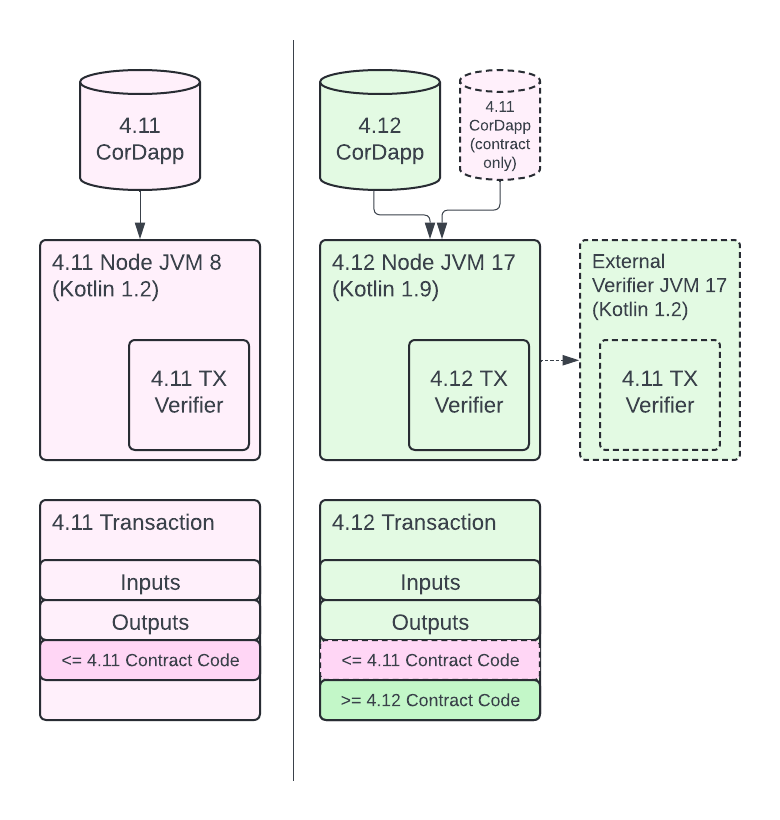 4.11
CorDapp
4.11 Node JVM 8
(Kotlin 1.2)
4.11 TX
Verifier
4.11 Transaction
Inputs
Outputs
<= 4.11 Contract Code
4.12
CorDapp
4.11
CorDapp
(contract
only)
4.12 Node JVM 17
(Kotlin 1.9)
4.12 TX
Verifier
External
Verifier JVM 17
(Kotlin 1.2)
4.11 TX
Verifier
4.12 Transaction
Inputs
Outputs
<= 4.11 Contract Code
>= 4.12 Contract Code